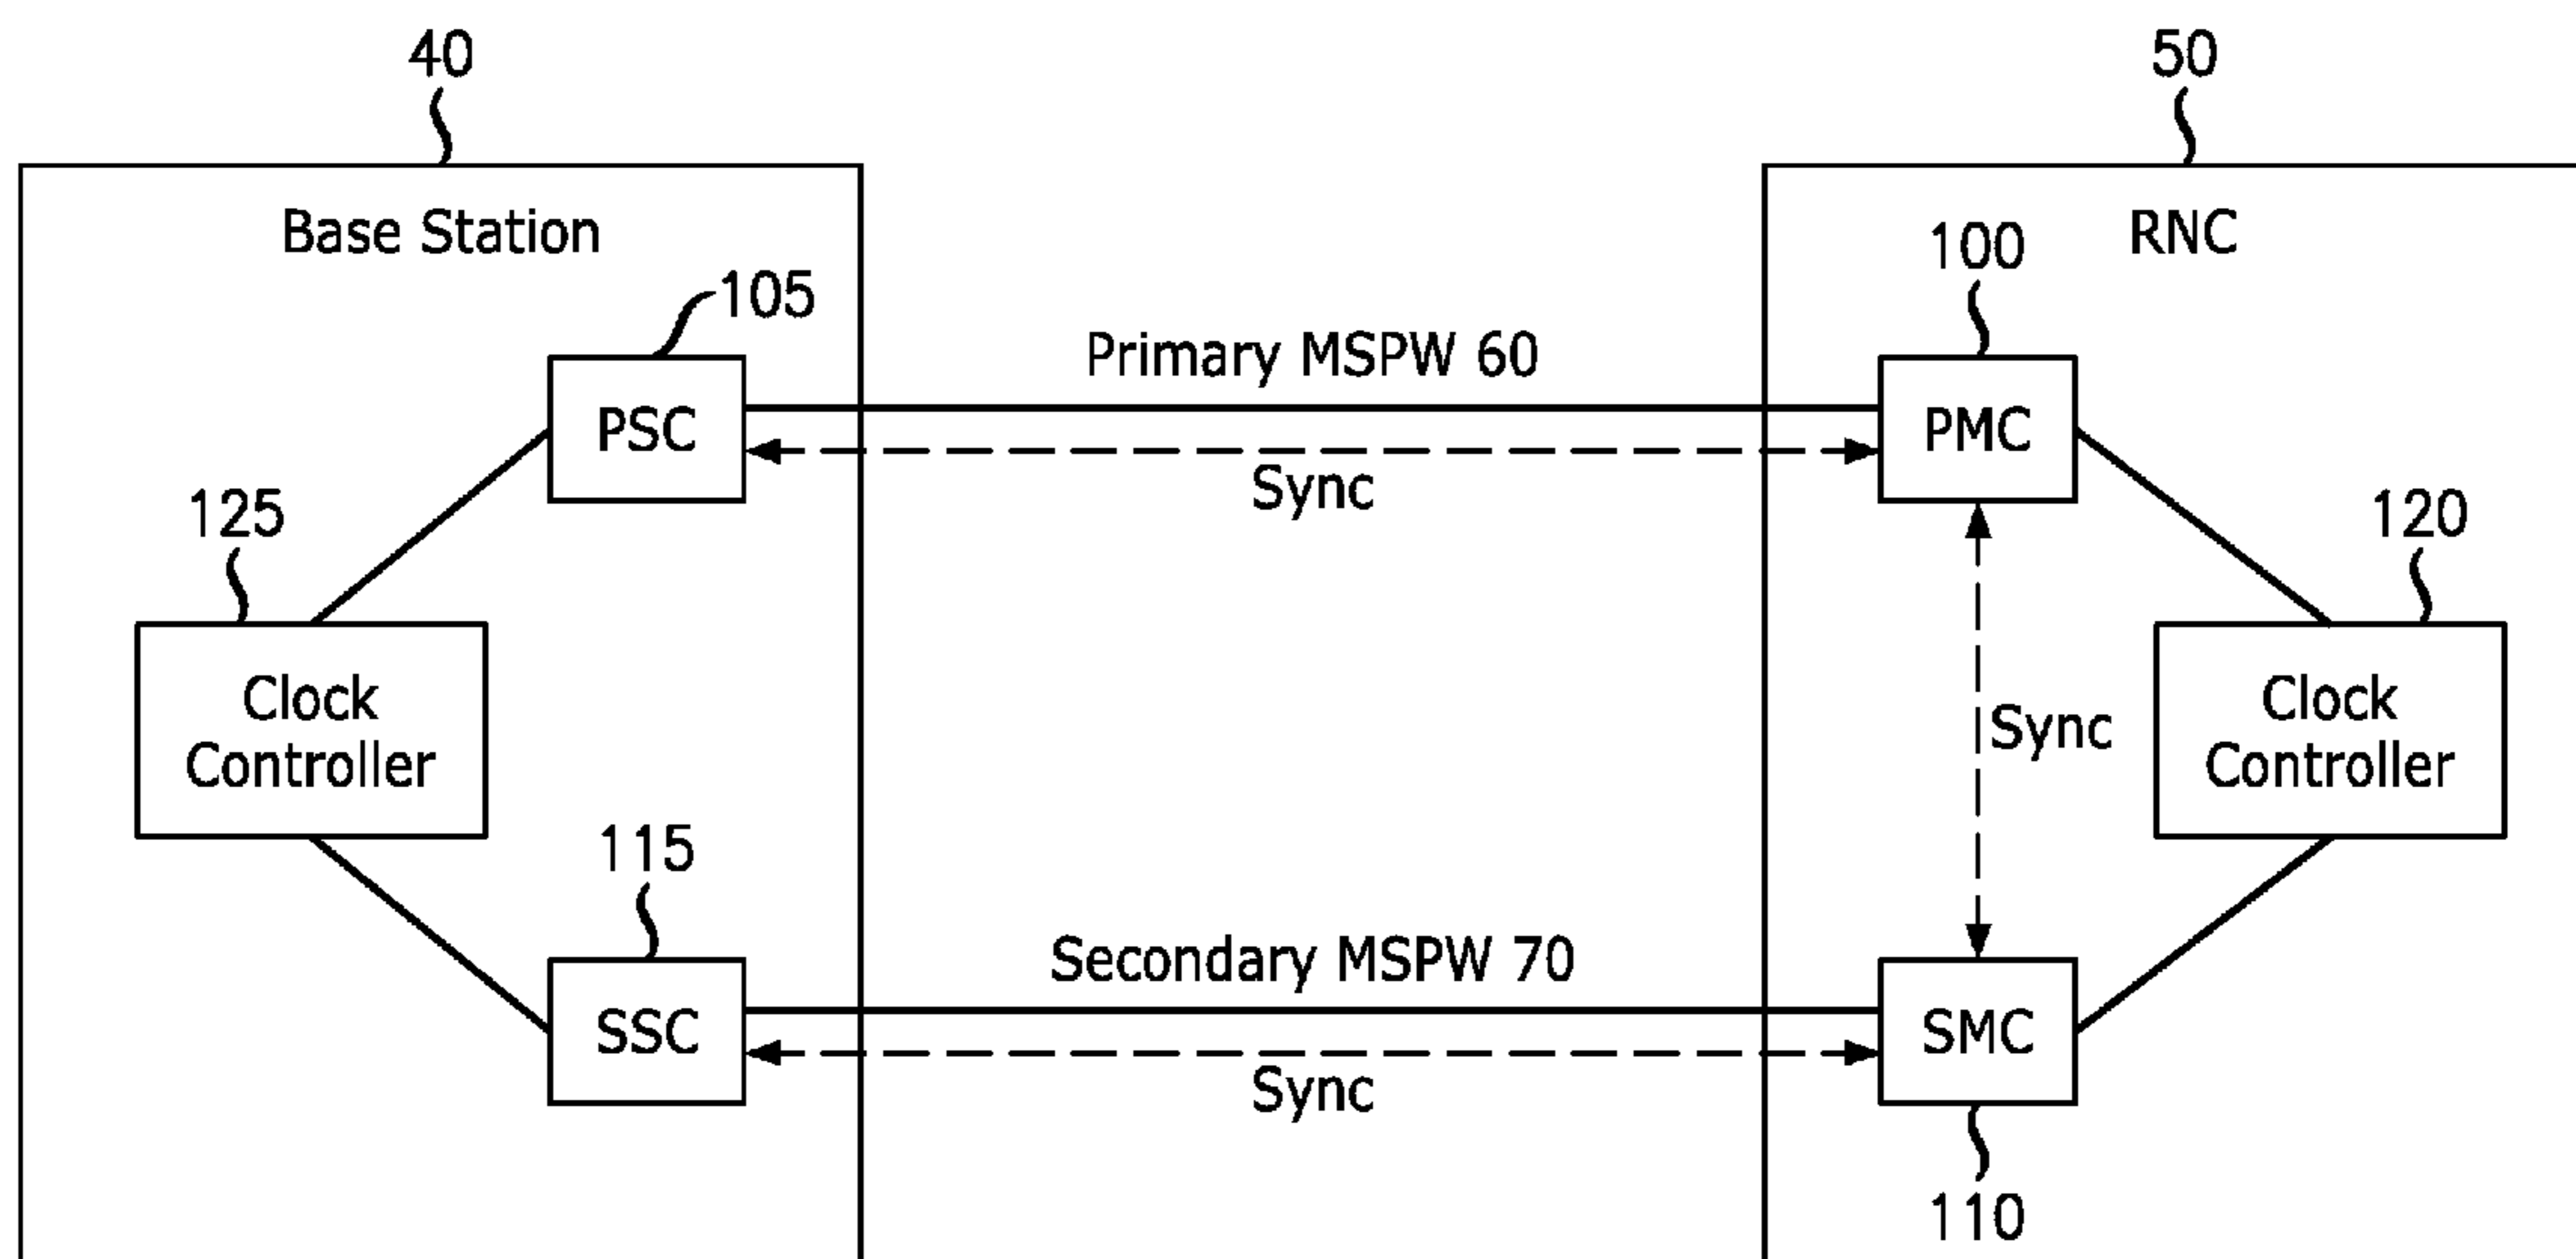 40
50
Base Station
RNC
100
105
Primary MSPW 60
PSC
PMC
Sync
125
120
Clock
Controller
Sync
Clock
Controller
115
Secondary MSPW 70
SSC
SMC
Sync
110